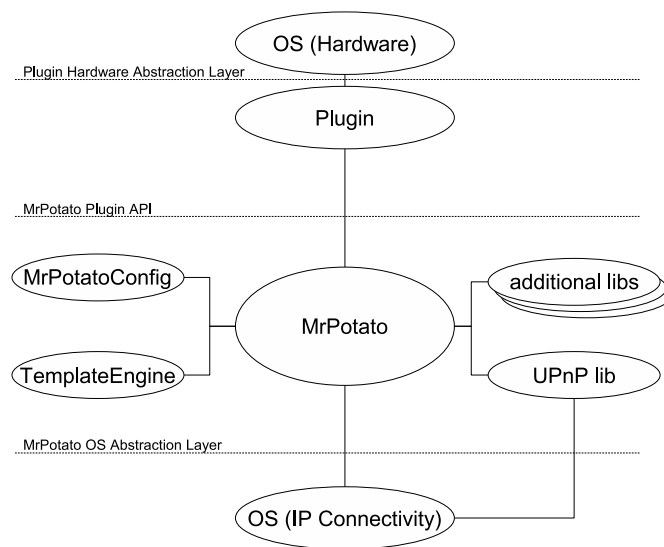 OS (Hardware)
Plugin Hardware Abstraction Layer
Plugin
MrPotato Plugin API
MrPotatoConfig
additional libs
MrPotato
TemplateEngine
UPnP lib
MrPotato OS Abstraction Layer
OS (IP Connectivity)